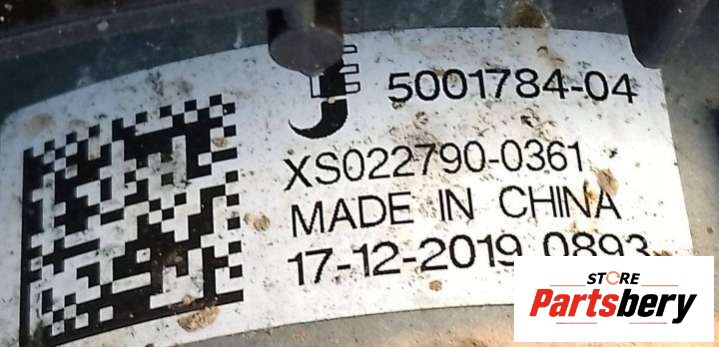 5001784-04
XS022790-0361
MADE IN CHINA
17-12-2019 0893
STORE
Partsbery